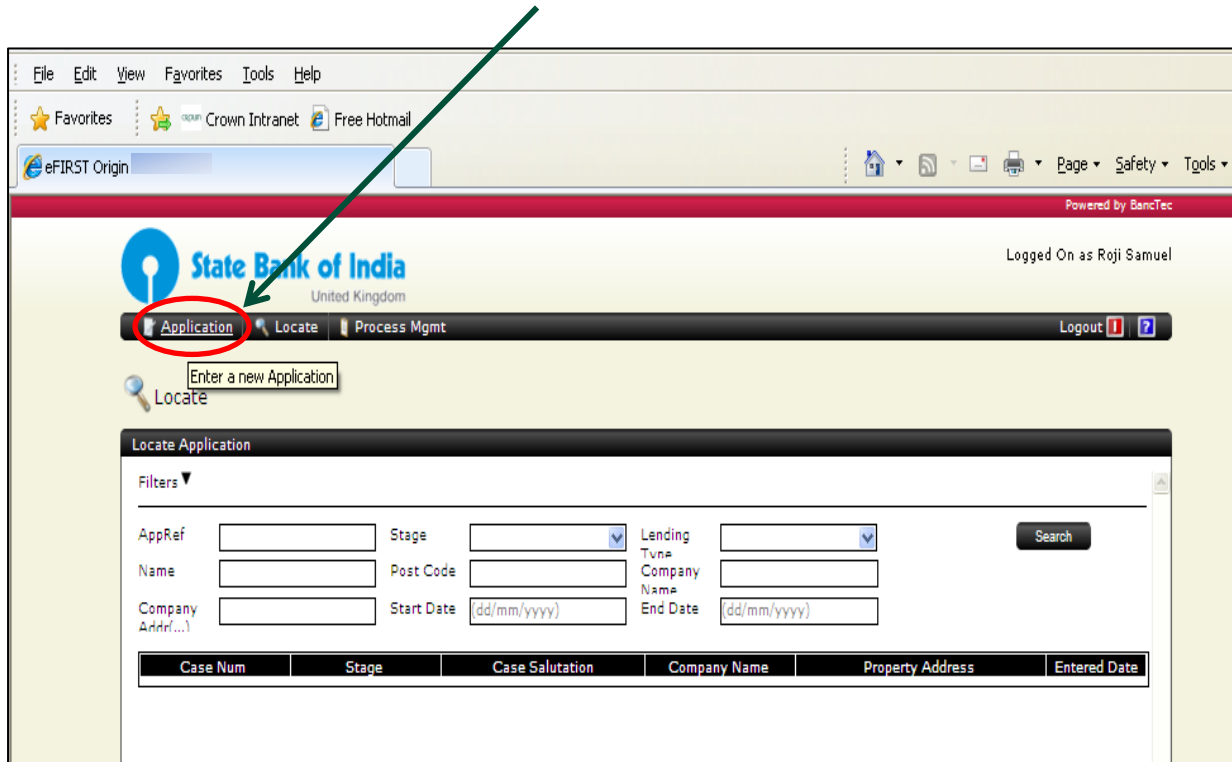 File Edit View Favorites Tools Help
Favorites Crown Intranet Free Hotmail
eFIRST Origin Page Safety Tools
Powered by BancTec
State Bank of India
United Kingdom
Logged On as Roji Samuel
Application Locate Process Mgmt Logout
Enter a new Application
Locate
Locate Application
Filters
AppRef Stage Lending Type Search
Name Post Code Company Name
Company Addr(...) Start Date (dd/mm/yyyy) End Date (dd/mm/yyyy)
Case Num Stage Case Salutation Company Name Property Address Entered Date